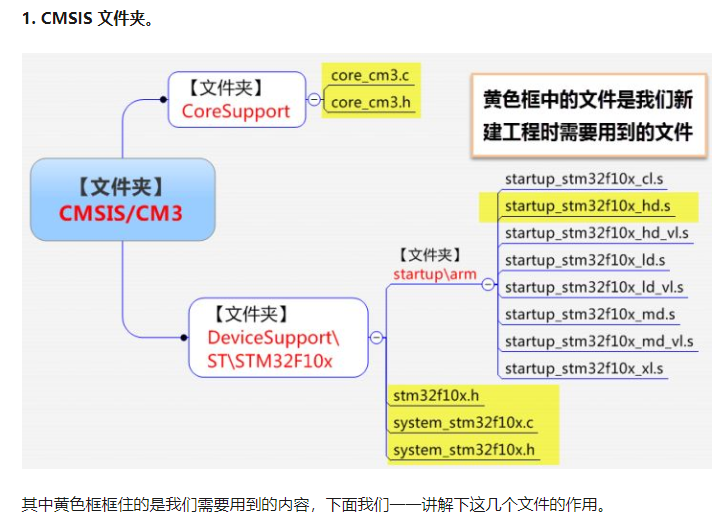 1. CMSIS 文件夹。
【文件夹】
CoreSupport
core_cm3.c
core_cm3.h
黄色框中的文件是我们新
建工程时需要用到的文件
【文件夹】
CMSIS/CM3
【文件夹】
DeviceSupport\
ST\STM32F10x
【文件夹】
startup\arm
startup_stm32f10x_cl.s
startup_stm32f10x_hd.s
startup_stm32f10x_hd_vl.s
startup_stm32f10x_ld.s
startup_stm32f10x_ld_vl.s
startup_stm32f10x_md.s
startup_stm32f10x_md_vl.s
startup_stm32f10x_xl.s
stm32f10x.h
system_stm32f10x.c
system_stm32f10x.h
其中黄色框框住的是我们需要用到的内容，下面我们一一讲解下这几个文件的作用。